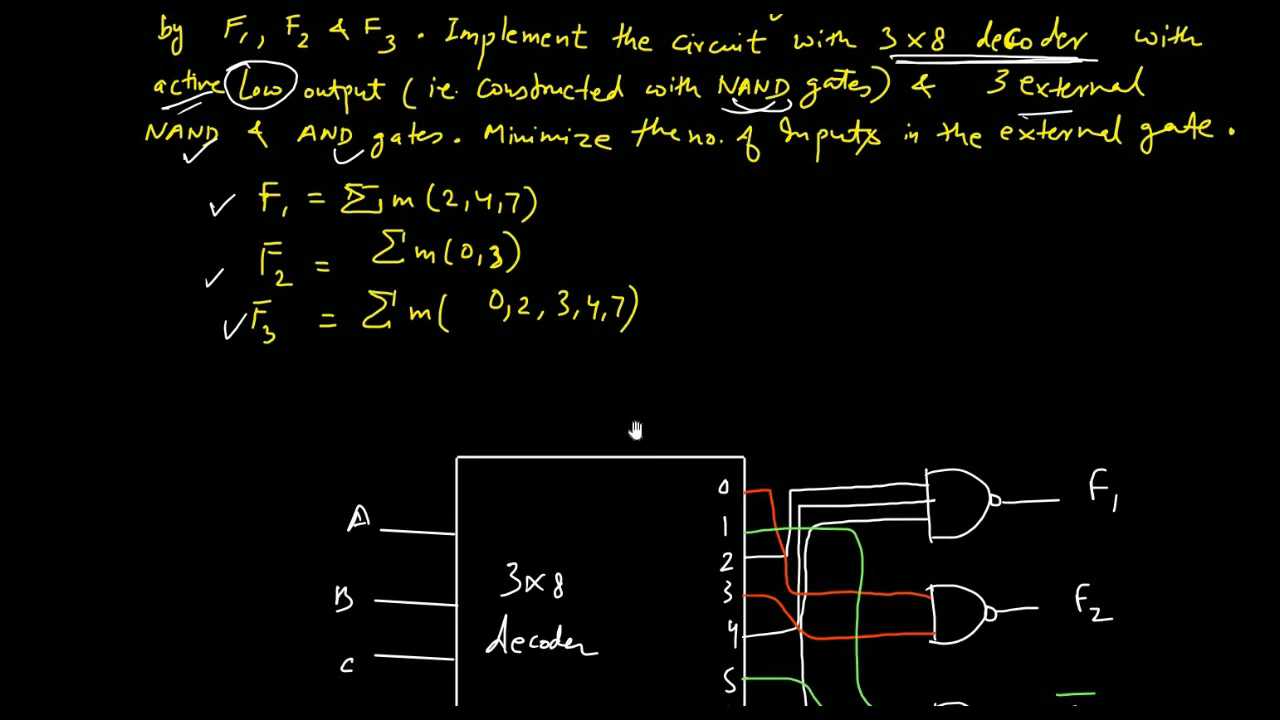 by F1, F2 & F3. Implement the circuit with 3×8 decoder with
active Low output (ie. constructed with NAND gates) & 3 external
NAND & AND gates. Minimize the no. of Inputs in the external gate.
F1 = Σm(2,4,7)
F2 = Σm(0,3)
F3 = Σm( 0,2,3,4,7)
0
F1
A
1
2
3×8
3
B
F2
decoder
4
C
5